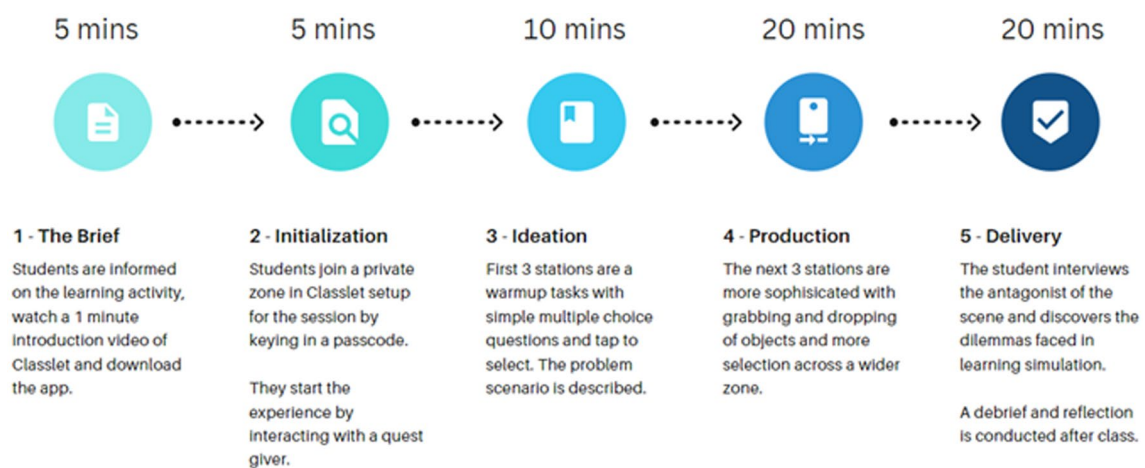 5 mins
5 mins
10 mins
20 mins
20 mins
1 - The Brief
Students are informed
on the learning activity,
watch a 1 minute
introduction video of
Classlet and download
the app.
2 - Initialization
Students join a private
zone in Classlet setup
for the session by
keying in a passcode.
They start the
experience by
interacting with a quest
giver.
3 - Ideation
First 3 stations are a
warmup tasks with
simple multiple choice
questions and tap to
select. The problem
scenario is described.
4 - Production
The next 3 stations are
more sophisicated with
grabbing and dropping
of objects and more
selection across a wider
zone.
5 - Delivery
The student interviews
the antagonist of the
scene and discovers the
dilemmas faced in
learning simulation.
A debrief and reflection
is conducted after class.